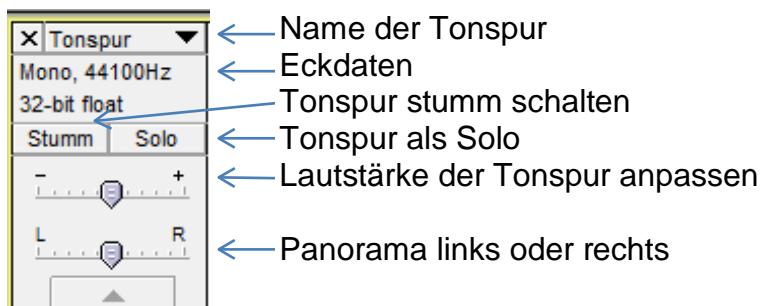 X Tonspur
Name der Tonspur
Mono, 44100Hz
Eckdaten
32-bit float
Tonspur stumm schalten
Stumm Solo
Tonspur als Solo
- +
Lautstärke der Tonspur anpassen
L R
Panorama links oder rechts